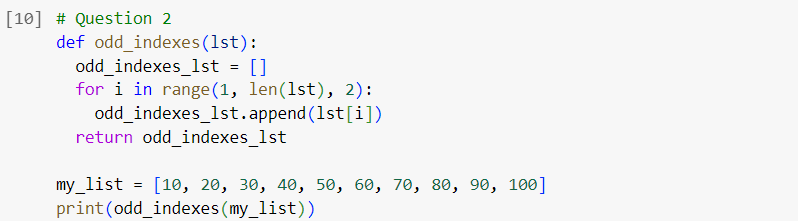 [10] # Question 2
def odd_indexes(lst):
  odd_indexes_lst = []
  for i in range(1, len(lst), 2):
    odd_indexes_lst.append(lst[i])
  return odd_indexes_lst

my_list = [10, 20, 30, 40, 50, 60, 70, 80, 90, 100]
print(odd_indexes(my_list))